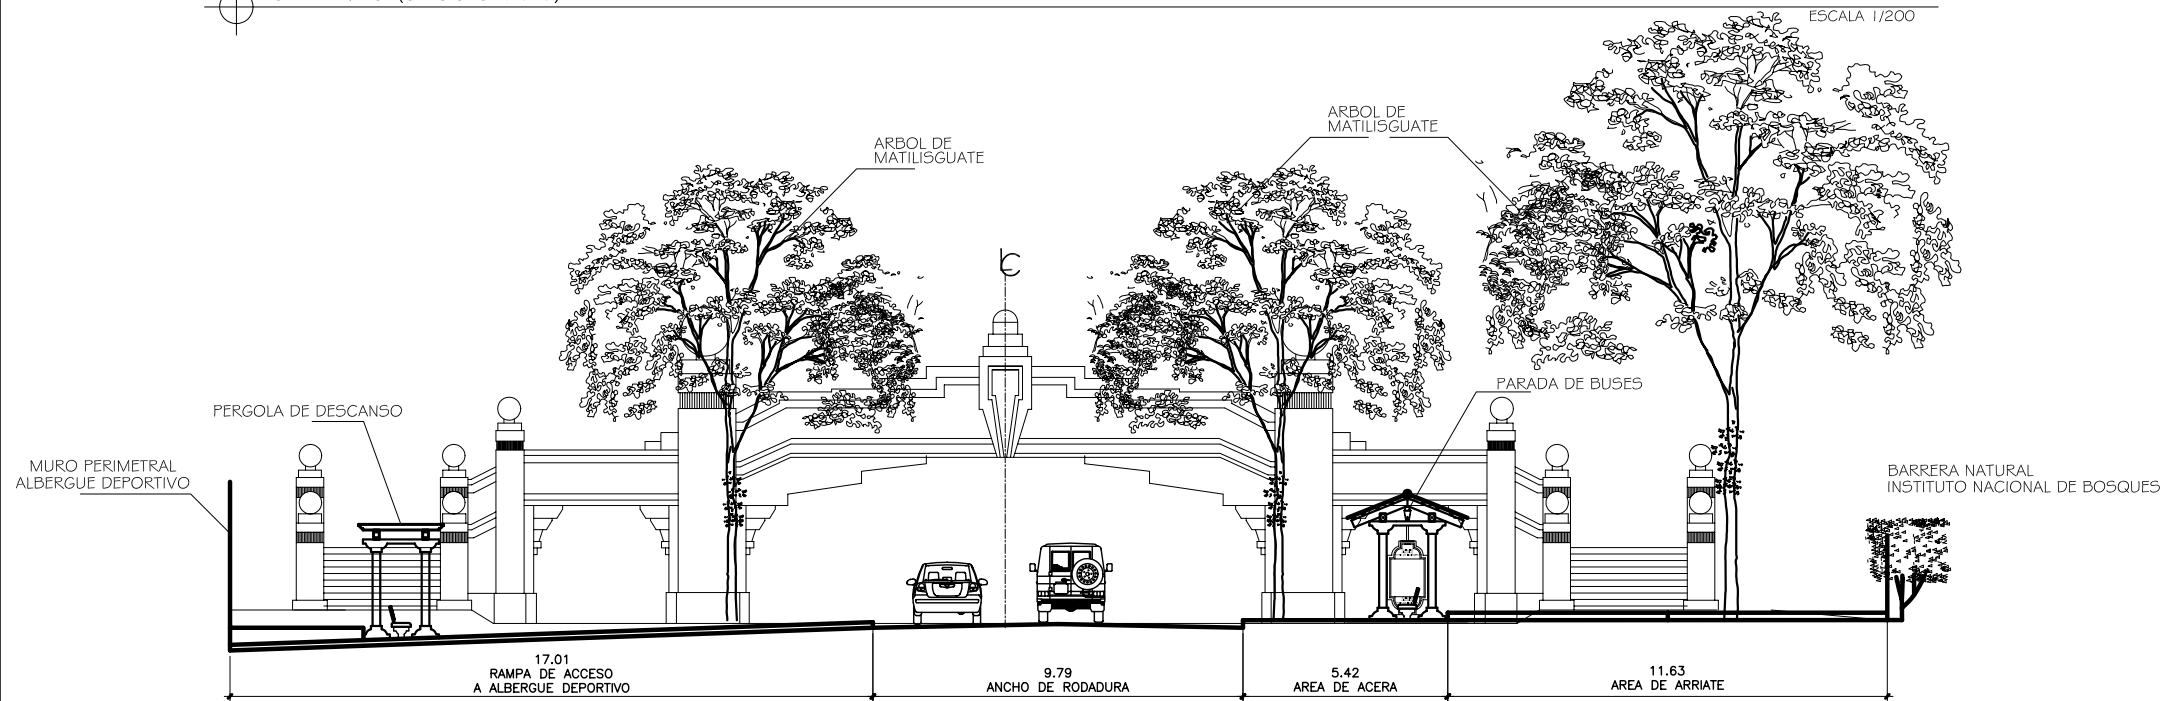 ESCALA 1/200
ARBOL DE
MATILISGUATE
ARBOL DE
MATILISGUATE
PARADA DE BUSES
PERGOLA DE DESCANSO
MURO PERIMETRAL
ALBERGUE DEPORTIVO
BARRERA NATURAL
INSTITUTO NACIONAL DE BOSQUES
17.01
RAMPA DE ACCESO
A ALBERGUE DEPORTIVO
9.79
ANCHO DE RODADURA
5.42
AREA DE ACERA
11.63
AREA DE ARRIATE